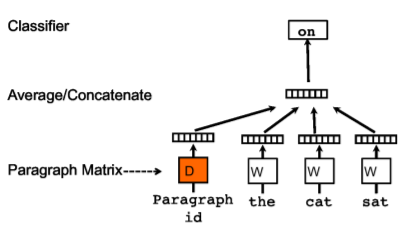 Classifier
on
Average/Concatenate
Paragraph Matrix----->
D W W W
Paragraph the cat sat
id